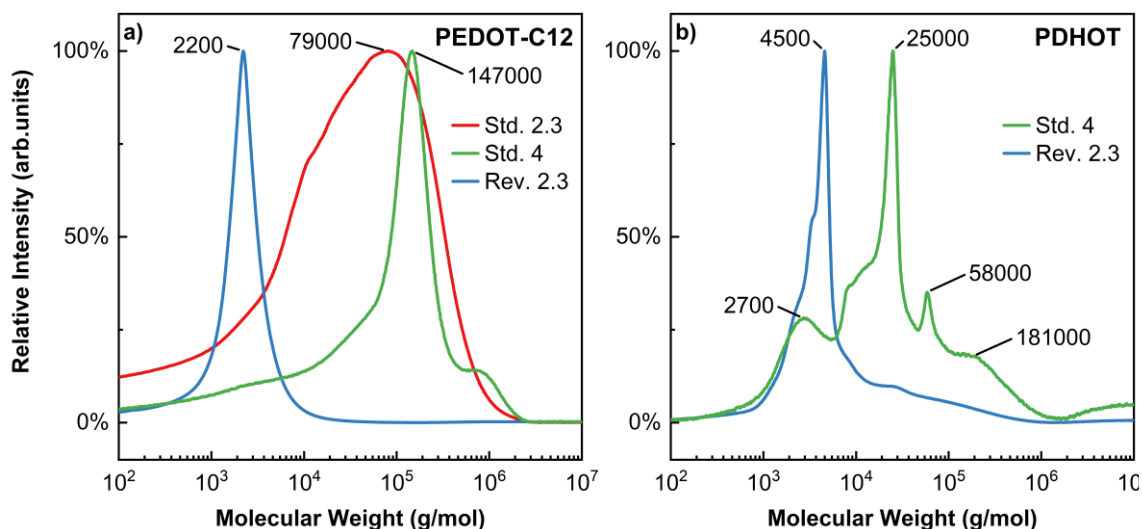 a)
PEDOT-C12
2200
79000
147000
Std. 2.3
Std. 4
Rev. 2.3
100%
50%
0%
Relative Intensity (arb.units)
10² 10³ 10⁴ 10⁵ 10⁶ 10⁷
Molecular Weight (g/mol)
b)
PDHOT
4500
25000
Std. 4
Rev. 2.3
58000
2700
181000
100%
50%
0%
10² 10³ 10⁴ 10⁵ 10⁶ 10⁷
Molecular Weight (g/mol)